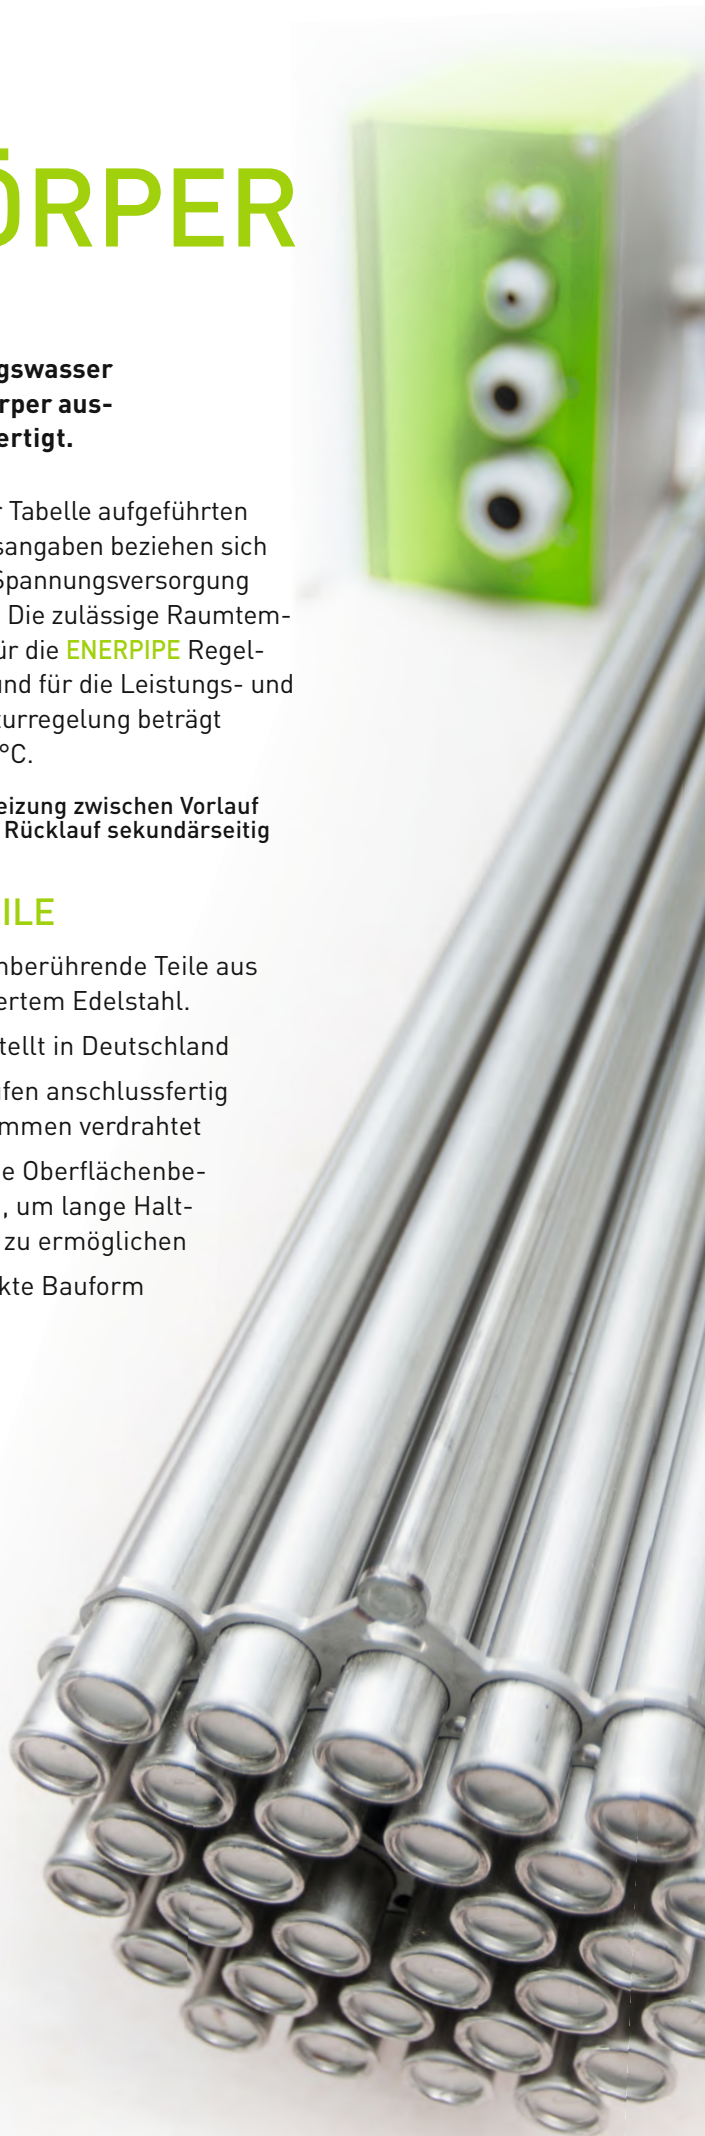 ÖRPER
gswasser
rper aus-
ertigt.
r Tabelle aufgeführten
sangaben beziehen sich
Spannungsversorgung
. Die zulässige Raumtem-
ür die ENERPIPE Regel-
und für die Leistungs- und
turregelung beträgt
°C.
eizung zwischen Vorlauf
Rücklauf sekundärseitig
ILE
nberührende Teile aus
ertem Edelstahl.
tellt in Deutschland
ufen anschlussfertig
mmen verdrahtet
e Oberflächenbe-
, um lange Halt-
zu ermöglichen
kte Bauform